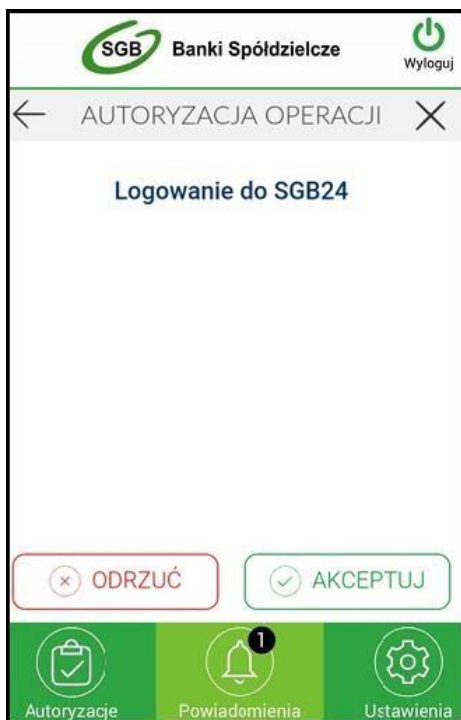 SGB Banki Spółdzielcze
Wyloguj
AUTORYZACJA OPERACJI
Logowanie do SGB24
ODRZUĆ AKCEPTUJ
1
Autoryzacje Powiadomienia Ustawienia